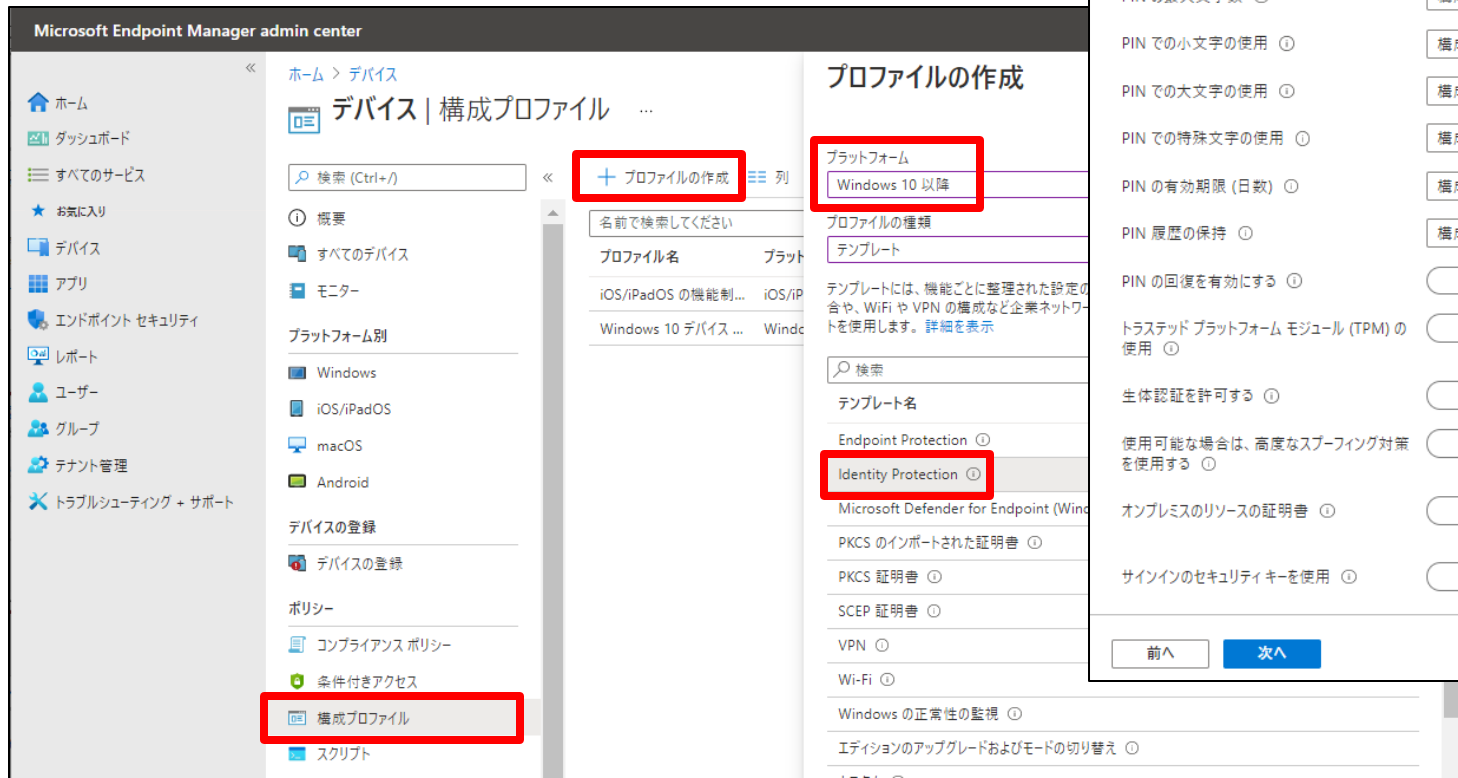 Microsoft Endpoint Manager admin center
«
ホーム
ダッシュボード
すべてのサービス
お気に入り
デバイス
アプリ
エンドポイント セキュリティ
レポート
ユーザー
グループ
テナント管理
トラブルシューティング + サポート
ホーム > デバイス
デバイス | 構成プロファイル ...
検索 (Ctrl+/) «
概要
すべてのデバイス
モニター
プラットフォーム別
Windows
iOS/iPadOS
macOS
Android
デバイスの登録
デバイスの登録
ポリシー
コンプライアンス ポリシー
条件付きアクセス
構成プロファイル
スクリプト
+ プロファイルの作成 列
名前で検索してください
プロファイル名 プラット
iOS/iPadOS の機能制... iOS/iP
Windows 10 デバイス ... Windo
プロファイルの作成
プラットフォーム
Windows 10 以降
プロファイルの種類
テンプレート
テンプレートには、機能ごとに整理された設定の
合や、WiFi や VPN の構成など企業ネットワー
トを使用します。詳細を表示
検索
テンプレート名
Endpoint Protection
Identity Protection
Microsoft Defender for Endpoint (Wind
PKCS のインポートされた証明書
PKCS 証明書
SCEP 証明書
VPN
Wi-Fi
Windows の正常性の監視
エディションのアップグレードおよびモードの切り替え
PIN での小文字の使用 構成
PIN での大文字の使用 構成
PIN での特殊文字の使用 構成
PIN の有効期限 (日数) 構成
PIN 履歴の保持 構成
PIN の回復を有効にする
トラステッド プラットフォーム モジュール (TPM) の
使用
生体認証を許可する
使用可能な場合は、高度なスプーフィング対策
を使用する
オンプレミスのリソースの証明書
サインインのセキュリティ キーを使用
前へ 次へ